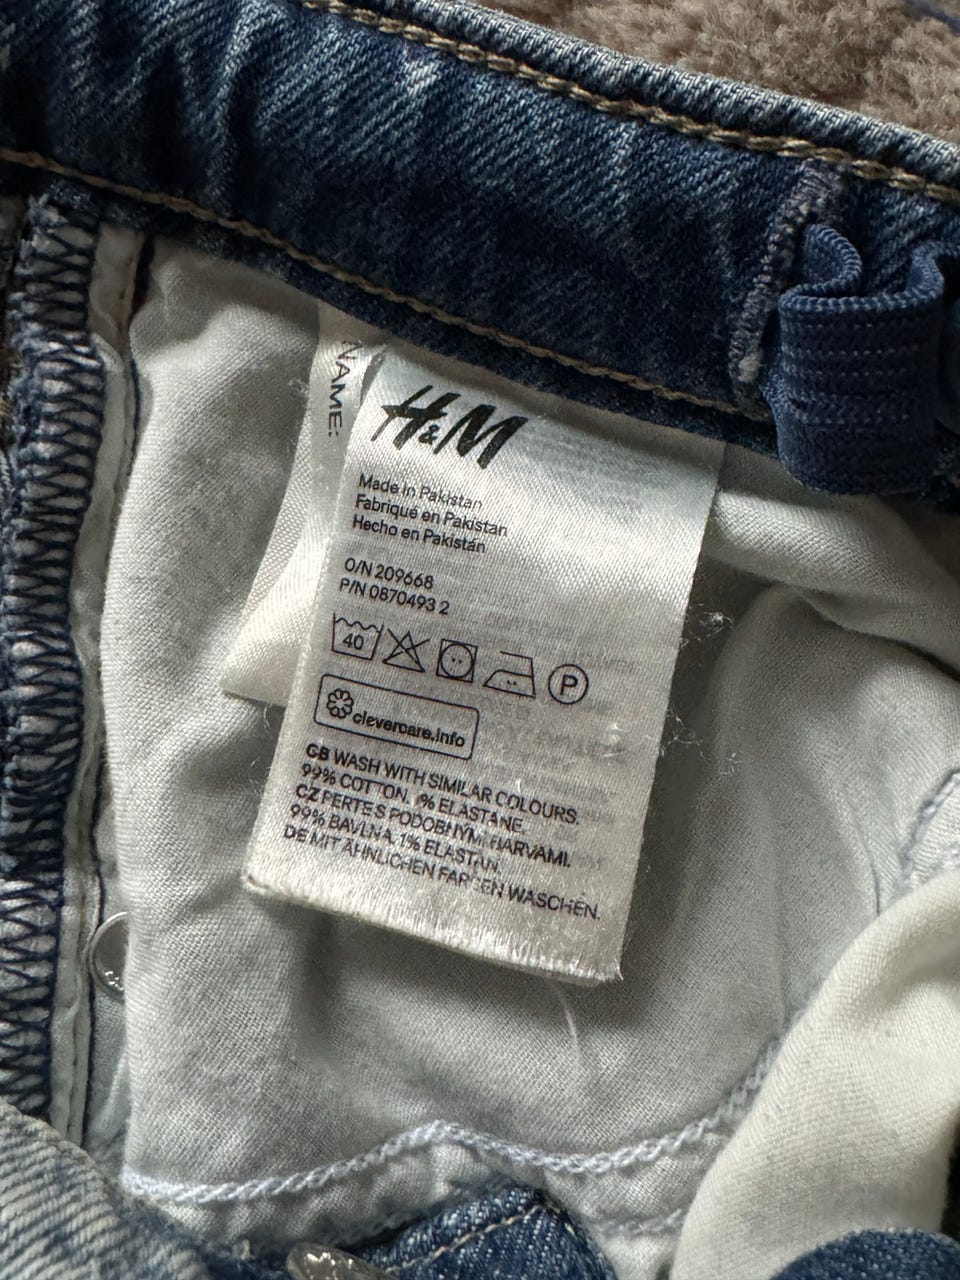 NAME:
H&M
Made in Pakistan
Fabriqué en Pakistan
Hecho en Pakistán
O/N 209668
P/N 0870493 2
40
P
clevercare.info
GB WASH WITH SIMILAR COLOURS.
99% COTTON, % ELASTANE.
CZ PERTE S PODOBNÝMI BARVAMI.
99% BAVLNA, 1% ELASTAN.
DE MIT ÄHNLICHEN FARBEN WASCHEN.